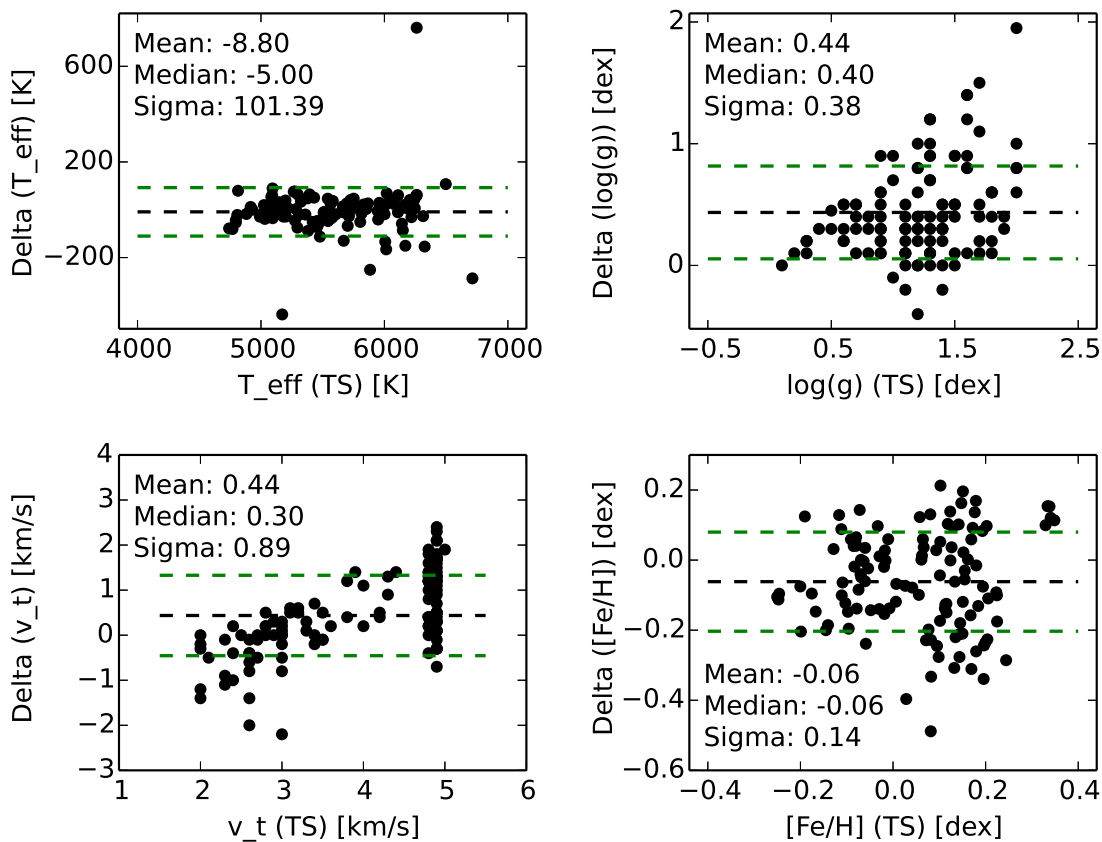 Mean: -8.80
Median: -5.00
Sigma: 101.39
600
200
−200
4000 5000 6000 7000
Delta (T_eff) [K]
T_eff (TS) [K]
Mean: 0.44
Median: 0.40
Sigma: 0.38
2
1
0
−0.5 0.5 1.5 2.5
Delta (log(g)) [dex]
log(g) (TS) [dex]
Mean: 0.44
Median: 0.30
Sigma: 0.89
4
3
2
1
0
−1
−2
−3
1 2 3 4 5 6
Delta (v_t) [km/s]
v_t (TS) [km/s]
0.2
0.0
−0.2
−0.4
−0.6
Mean: -0.06
Median: -0.06
Sigma: 0.14
−0.4 −0.2 0.0 0.2 0.4
Delta ([Fe/H]) [dex]
[Fe/H] (TS) [dex]